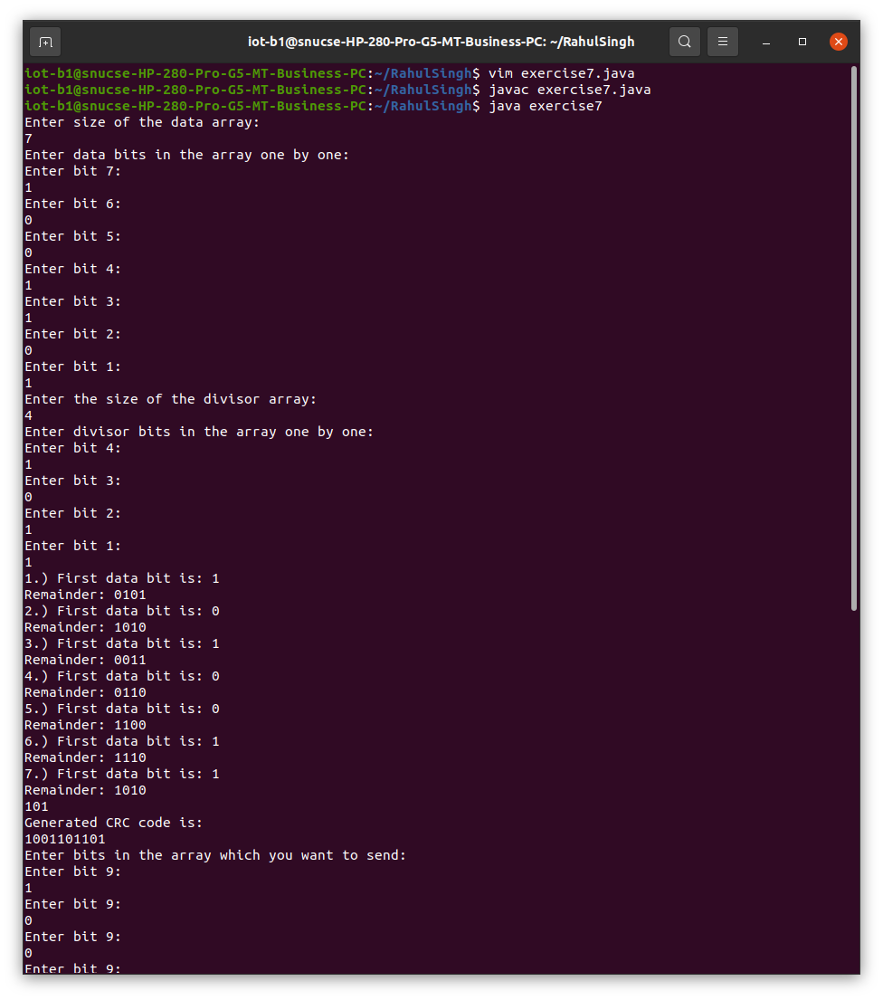 iot-b1@snucse-HP-280-Pro-G5-MT-Business-PC: ~/RahulSingh
iot-b1@snucse-HP-280-Pro-G5-MT-Business-PC:~/RahulSingh$ vim exercise7.java
iot-b1@snucse-HP-280-Pro-G5-MT-Business-PC:~/RahulSingh$ javac exercise7.java
iot-b1@snucse-HP-280-Pro-G5-MT-Business-PC:~/RahulSingh$ java exercise7
Enter size of the data array:
7
Enter data bits in the array one by one:
Enter bit 7:
1
Enter bit 6:
0
Enter bit 5:
0
Enter bit 4:
1
Enter bit 3:
1
Enter bit 2:
0
Enter bit 1:
1
Enter the size of the divisor array:
4
Enter divisor bits in the array one by one:
Enter bit 4:
1
Enter bit 3:
0
Enter bit 2:
1
Enter bit 1:
1
1.) First data bit is: 1
Remainder: 0101
2.) First data bit is: 0
Remainder: 1010
3.) First data bit is: 1
Remainder: 0011
4.) First data bit is: 0
Remainder: 0110
5.) First data bit is: 0
Remainder: 1100
6.) First data bit is: 1
Remainder: 1110
7.) First data bit is: 1
Remainder: 1010
101
Generated CRC code is:
1001101101
Enter bits in the array which you want to send:
Enter bit 9:
1
Enter bit 9:
0
Enter bit 9:
0
Enter bit 9: